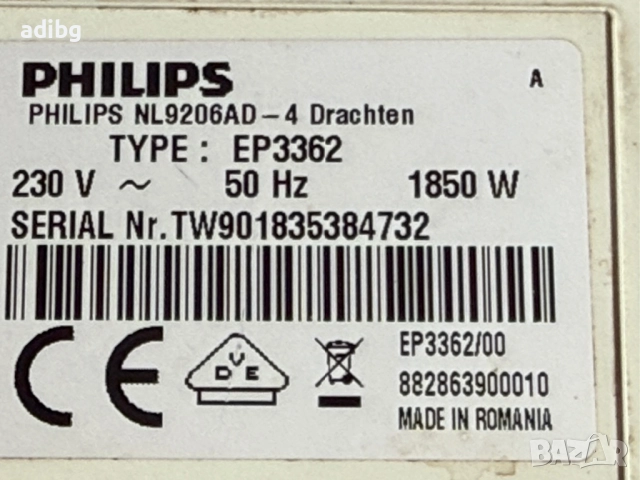 adibg
PHILIPS A
PHILIPS NL9206AD-4 Drachten
TYPE: EP3362
230 V ~ 50 Hz 1850 W
SERIAL Nr. TW901835384732
CE DVE EP3362/00
882863900010
MADE IN ROMANIA
BAZAR